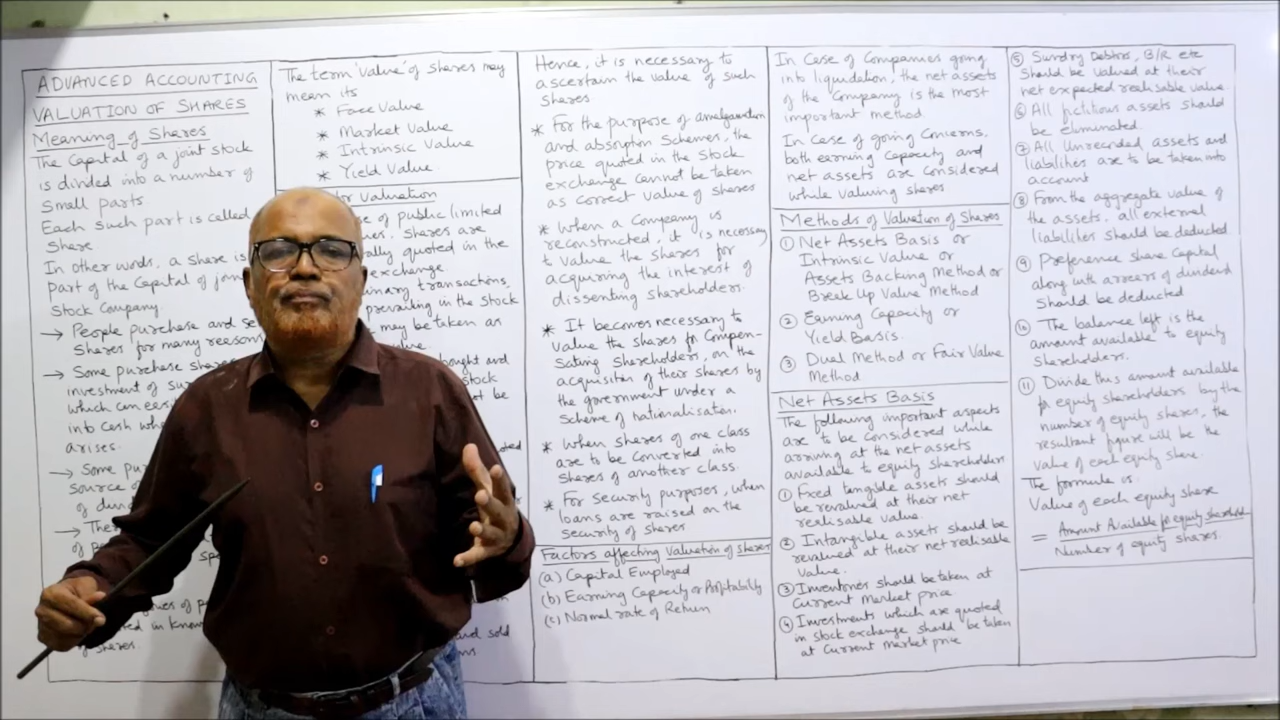 ADVANCED ACCOUNTING
VALUATION OF SHARES
Meaning of Shares
The Capital of a joint stock
is divided into a number of
Small parts
Each such part is called
Share
In other words, a share is
part of the Capital of
Stock Company
→ People purchase and
Shares for many reasons
→ Some purchase
investment of
which can
into Cash
arises.
→ Some
source
of
→
of
of shares.
The term 'Value' of shares may
mean its
* Face Value
* Market Value
* Intrinsic Value
* Yield Value.
Valuation
of public limited
shares are
quoted in the
exchange
transactions,
prevailing in the stock
may be taken as
and
stock
be
and sold
Hence, it is necessary to
ascertain the value of such
shares.
* For the purpose of amalgamation
and absorption Schemes, the
price quoted in the Stock
exchange cannot be taken
as correct value of shares
* When a Company is
reconstructed, it is necessary
to value the shares for
acquiring the interest of
dissenting shareholders.
* It becomes necessary to
value the shares for Compen-
sating Shareholders, on the
acquisition of their shares by
the government under a
Scheme of nationalisation.
* When shares of one class
are to be converted into
Shares of another class.
* For security purposes, when
loans are raised on the
security of shares
Factors affecting Valuation of shares
(a) Capital Employed
(b) Earning Capacity or Profitability
(c) Normal rate of Return
In Case of Companies going
into liquidation, the net assets
of the Company is the most
important method.
In Case of going Concerns,
both earning Capacity and
net assets are considered
while valuing shares
Methods of Valuation of Shares
① Net Assets Basis or
Intrinsic Value or
Assets Backing Method or
Break Up Value Method
② Earning Capacity or
Yield Basis.
③ Dual Method or Fair Value
Method
Net Assets Basis
The following important aspects
are to be considered while
arriving at the net assets
available to equity shareholders
① Fixed tangible assets should
be revalued at their net
realisable value.
② Intangible assets should be
revalued at their net realisable
Value.
③ Inventories should be taken at
Current market price.
④ Investments which are quoted
in stock exchange should be taken
at Current market price
⑤ Sundry Debtors, B/R etc
Should be valued at their
net expected realisable value.
⑥ All fictitious assets should
be eliminated.
⑦ All Unrecorded assets and
liabilities are to be taken into
account
⑧ From the aggregate value of
the assets, all external
liabilities should be deducted
⑨ Preference share Capital
along with arrears of dividend
should be deducted
⑩ The balance left is the
amount available to equity
shareholders.
⑪ Divide this amount available
for equity shareholders by the
number of equity shares, the
resultant figure will be the
value of each equity share.
The formula is.
Value of each equity share
= Amount Available for equity
Number of equity shares.